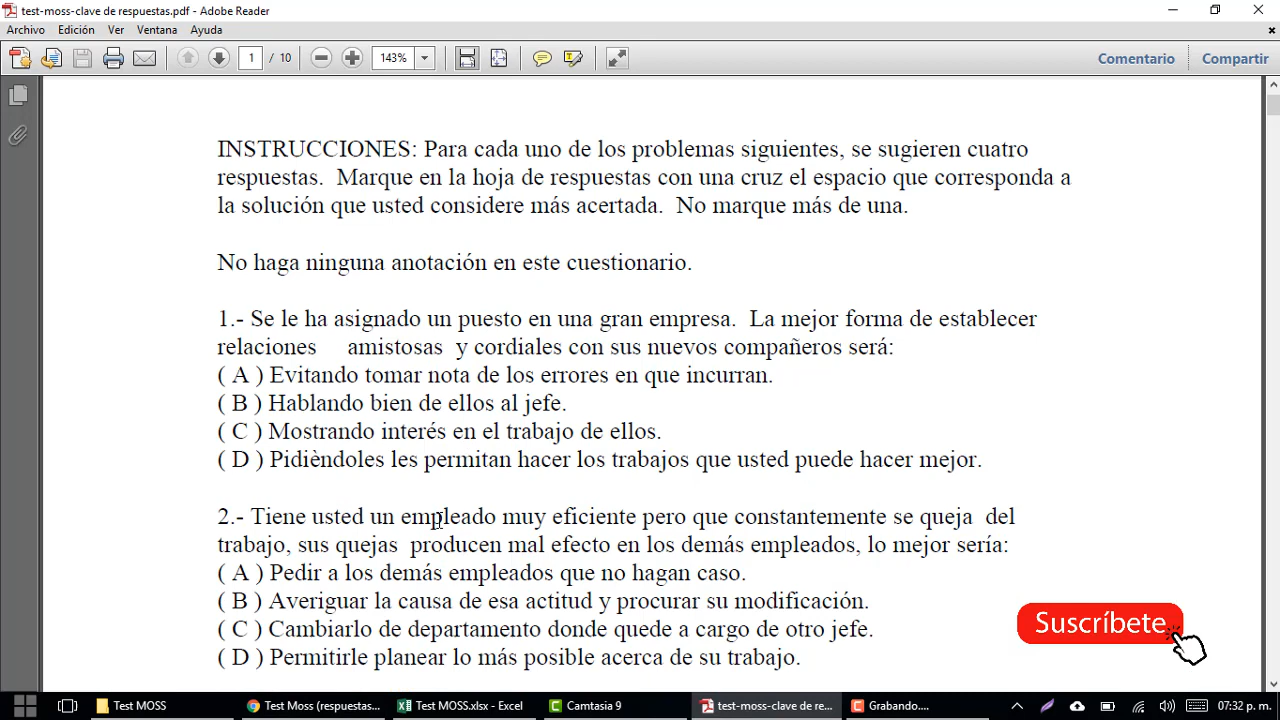 test-moss-clave de respuestas.pdf - Adobe Reader
Archivo Edición Ver Ventana Ayuda
1 / 10 143% Comentario Compartir
INSTRUCCIONES: Para cada uno de los problemas siguientes, se sugieren cuatro
respuestas. Marque en la hoja de respuestas con una cruz el espacio que corresponda a
la solución que usted considere más acertada. No marque más de una.
No haga ninguna anotación en este cuestionario.
1.- Se le ha asignado un puesto en una gran empresa. La mejor forma de establecer
relaciones amistosas y cordiales con sus nuevos compañeros será:
( A ) Evitando tomar nota de los errores en que incurran.
( B ) Hablando bien de ellos al jefe.
( C ) Mostrando interés en el trabajo de ellos.
( D ) Pidièndoles les permitan hacer los trabajos que usted puede hacer mejor.
2.- Tiene usted un empleado muy eficiente pero que constantemente se queja del
trabajo, sus quejas producen mal efecto en los demás empleados, lo mejor sería:
( A ) Pedir a los demás empleados que no hagan caso.
( B ) Averiguar la causa de esa actitud y procurar su modificación.
( C ) Cambiarlo de departamento donde quede a cargo de otro jefe.
( D ) Permitirle planear lo más posible acerca de su trabajo.
Suscríbete
Test MOSS Test Moss (respuestas... Test MOSS.xlsx - Excel Camtasia 9 test-moss-clave de re... Grabando.... 07:32 p. m.